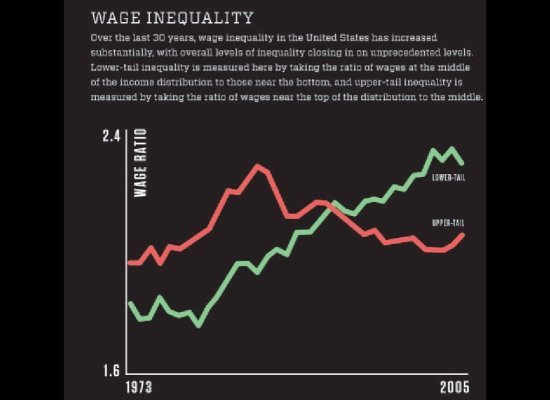 WAGE INEQUALITY
Over the last 30 years, wage inequality in the United States has increased
substantially, with overall levels of inequality closing in on unprecedented levels.
Lower-tail inequality is measured here by taking the ratio of wages at the middle
of the income distribution to those near the bottom, and upper-tail inequality is
measured by taking the ratio of wages near the top of the distribution to the middle.
2.4
WAGE RATIO
LOWER-TAIL
UPPER-TAIL
1.6
1973
2005